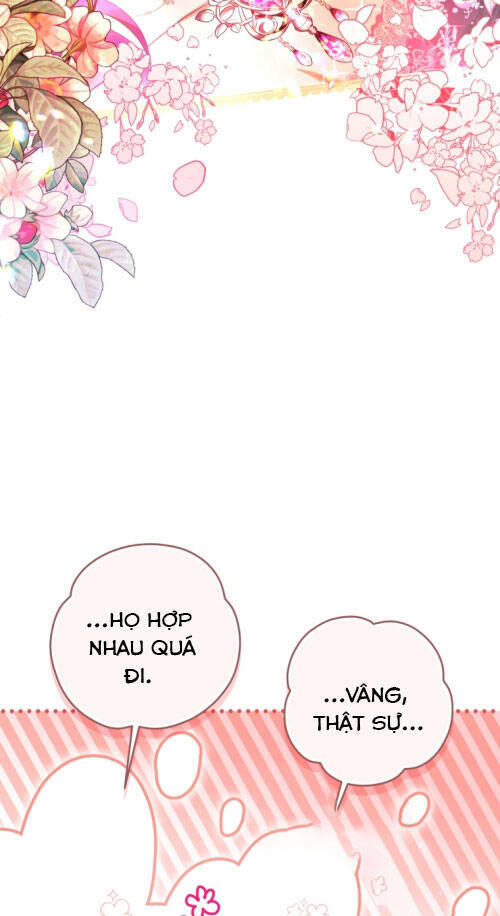 ...HỌ HỢP
NHAU QUÁ
ĐI.
...VÂNG,
THẬT SỰ...